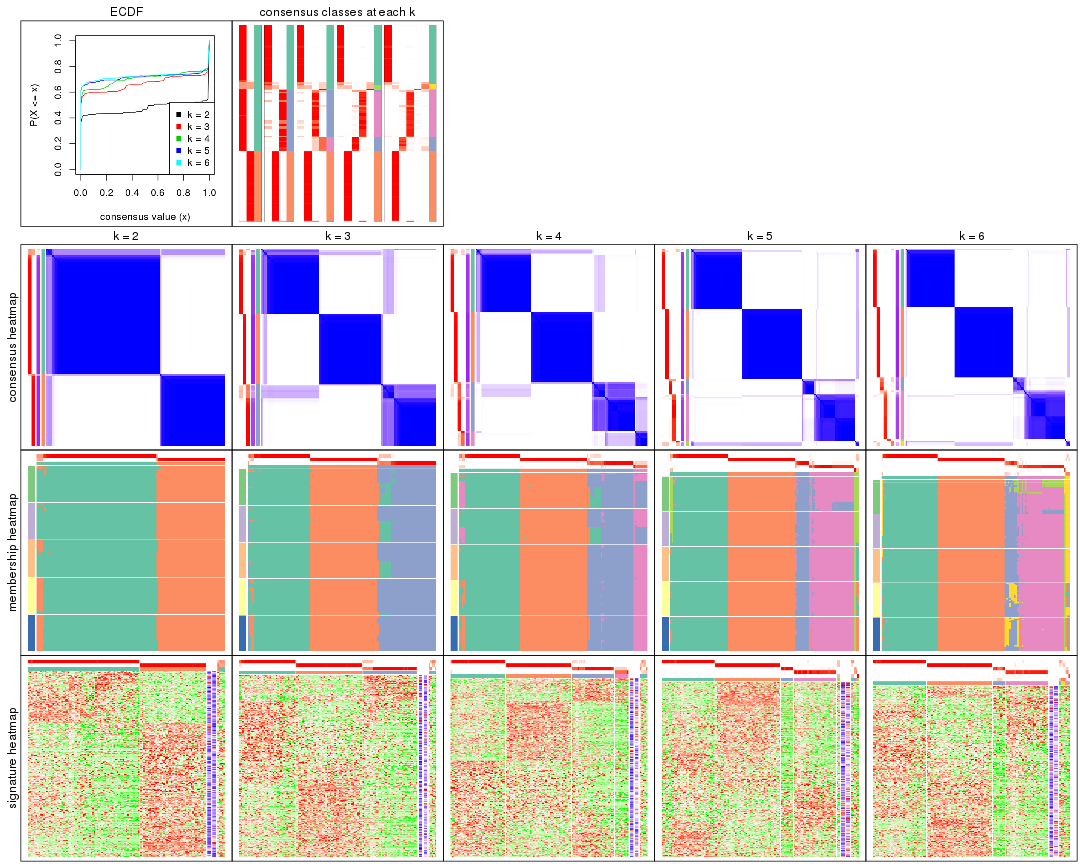 ECDF
consensus classes at each k
P(X <= x)
1.0
0.8
0.6
0.4
0.2
0.0
k = 2
k = 3
k = 4
k = 5
k = 6
0.0 0.2 0.4 0.6 0.8 1.0
consensus value (x)
k = 2
k = 3
k = 4
k = 5
k = 6
consensus heatmap
membership heatmap
signature heatmap